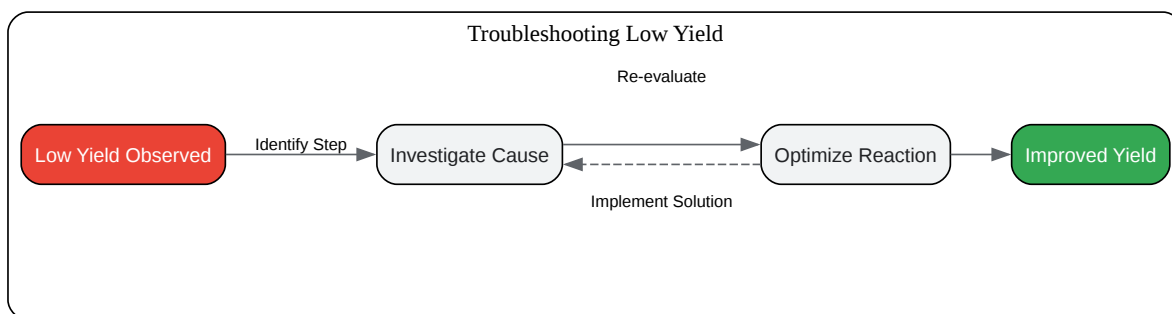 Troubleshooting Low Yield
Re-evaluate
Low Yield Observed
Identify Step
Investigate Cause
Optimize Reaction
Improved Yield
Implement Solution